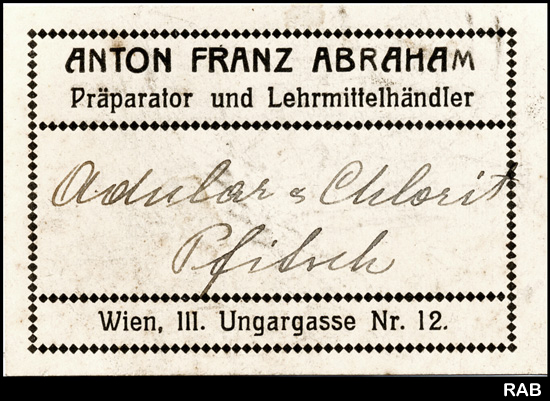 ANTON FRANZ ABRAHAM
Präparator und Lehrmittelhändler
Adular & Chlorit
Pfitsch
Wien, III. Ungargasse Nr. 12.
RAB